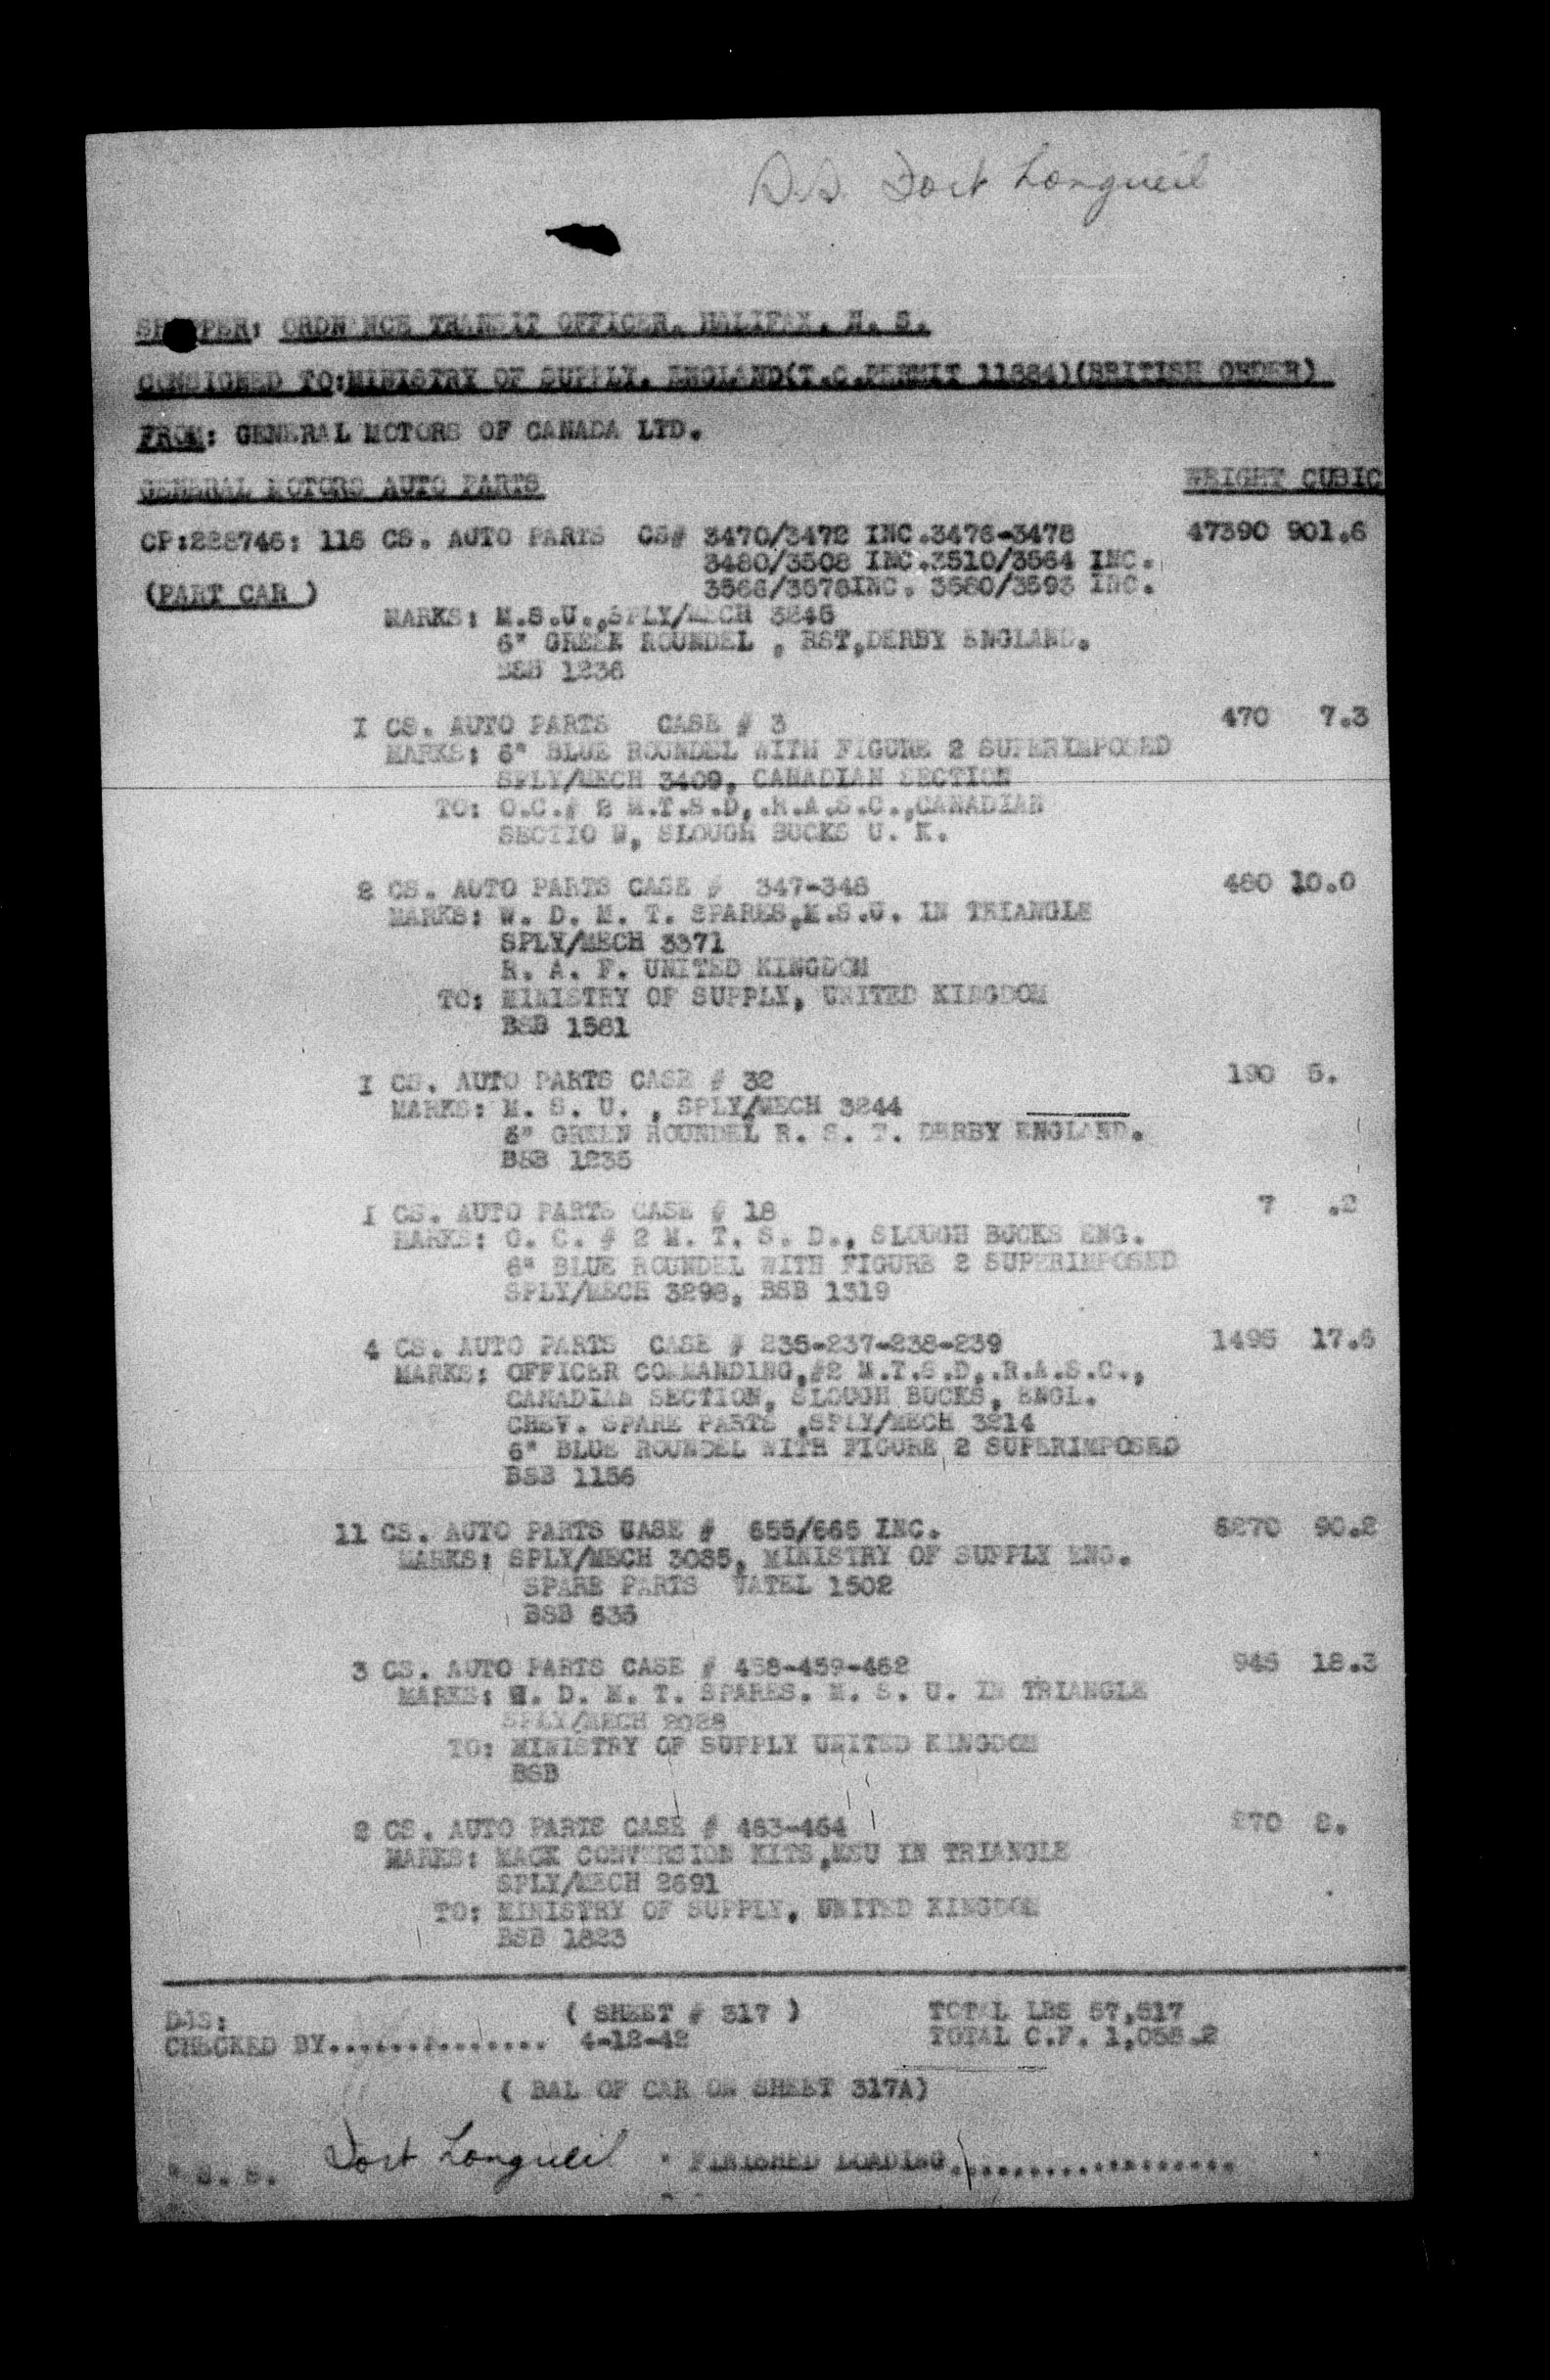 S.S. Fort Longueil
SHIPPER: ORDNANCE TRANSIT OFFICER. HALIFAX. N. S.
CONSIGNED TO:MINISTRY OF SUPPLY. ENGLAND(T.C.PERMIT 11884)(BRITISH ORDER)
FROM: GENERAL MOTORS OF CANADA LTD.
GENERAL MOTORS AUTO PARTS WEIGHT CUBIC
CP:228746: 116 CS. AUTO PARTS CS# 3470/3472 INC.3476-3478 47390 901.6
3480/3508 INC.3510/3564 INC.
(PART CAR ) 3566/3578INC. 3580/3593 INC.
MARKS: M.S.U.,SPLY/MECH 3245
6" GREEN ROUNDEL , RST,DERBY ENGLAND.
BSB 1236
I CS. AUTO PARTS CASE # 3 470 7.3
MARKS: 6" BLUE ROUNDEL WITH FIGURE 2 SUPERIMPOSED
SPLY/MECH 3409, CANADIAN SECTION
TO: O.C.# 2 M.T.S.D,.R.A.S.C.,CANADIAN
SECTIO N, SLOUGH BUCKS U. K.
2 CS. AUTO PARTS CASE # 347-348 480 10.0
MARKS: W. D. M. T. SPARES,M.S.U. IN TRIANGLE
SPLY/MECH 3371
R. A. F. UNITED KINGDOM
TO: MINISTRY OF SUPPLY, UNITED KINGDOM
BSB 1581
I CS. AUTO PARTS CASE # 32 190 5.
MARKS: M. S. U. , SPLY/MECH 3244
6" GREEN ROUNDEL R. S. T. DERBY ENGLAND.
BSB 1235
I CS. AUTO PARTS CASE # 18 7 .2
MARKS: O. C. # 2 M. T. S. D., SLOUGH BUCKS ENG.
6" BLUE ROUNDEL WITH FIGURE 2 SUPERIMPOSED
SPLY/MECH 3298, BSB 1319
4 CS. AUTO PARTS CASE # 235-237-238-239 1495 17.6
MARKS: OFFICER COMMANDING,#2 M.T.S.D,.R.A.S.C.,
CANADIAN SECTION, SLOUGH BUCKS, ENGL.
CHEV. SPARE PARTS ,SPLY/MECH 3214
6" BLUE ROUNDEL WITH FIGURE 2 SUPERIMPOSED
BSB 1156
11 CS. AUTO PARTS CASE # 655/665 INC. 6270 90.2
MARKS: SPLY/MECH 3085, MINISTRY OF SUPPLY ENG.
SPARE PARTS VATEL 1502
BSB 635
3 CS. AUTO PARTS CASE # 458-459-462 945 18.3
MARKS: W. D. M. T. SPARES. M. S. U. IN TRIANGLE
SPLY/MECH 2028
TO: MINISTRY OF SUPPLY UNITED KINGDOM
BSB
2 CS. AUTO PARTS CASE # 463-464 270 8.
MARKS: MACK CONVERSION KITS,MSU IN TRIANGLE
SPLY/MECH 2691
TO: MINISTRY OF SUPPLY, UNITED KINGDOM
BSB 1823
DJS: ( SHEET # 317 ) TOTAL LBS 57,517
CHECKED BY.............. 4-12-42 TOTAL C.F. 1,058.2
( BAL OF CAR ON SHEET 317A)
S. S. Fort Longueil FINISHED LOADING..................